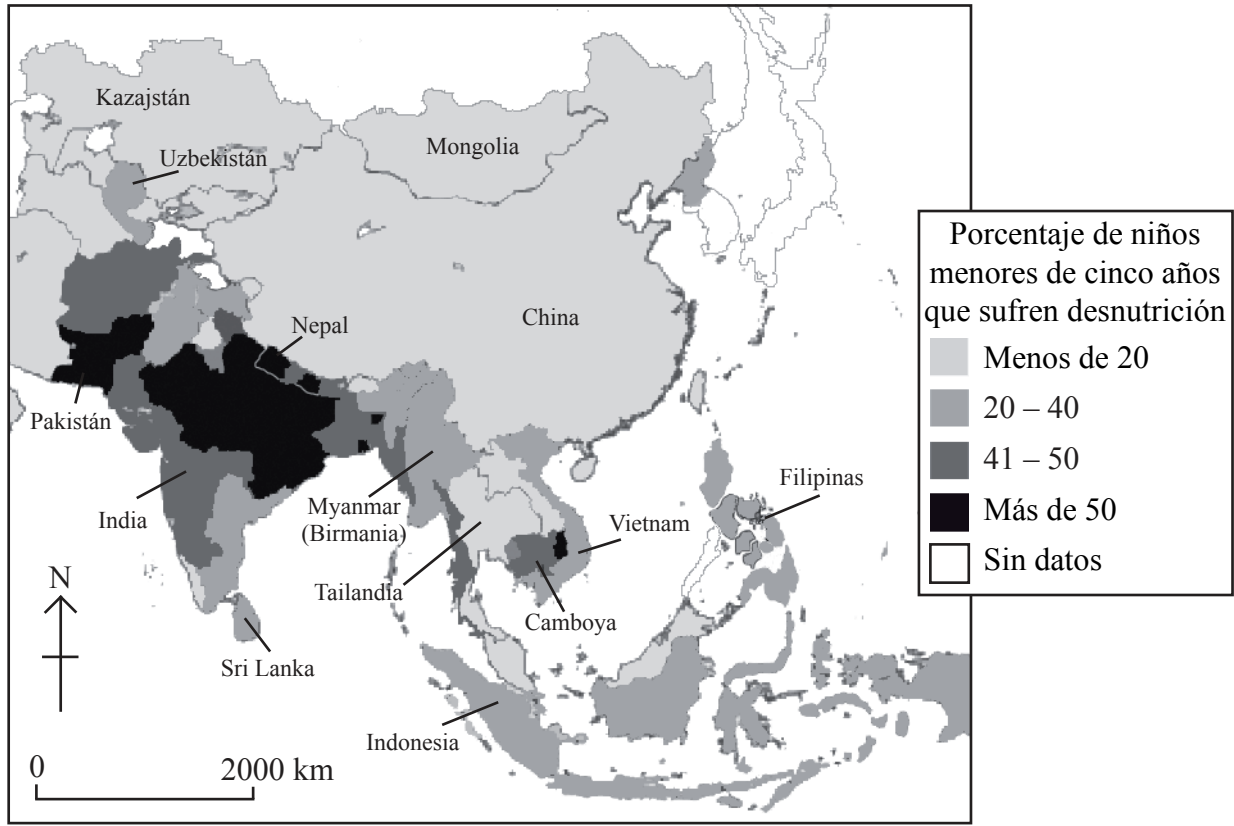 Kazajstán
Mongolia
Uzbekistán
China
Nepal
Pakistán
India
Myanmar
(Birmania)
Tailandia
Vietnam
Filipinas
Camboya
Sri Lanka
Indonesia
N
0
2000 km
Porcentaje de niños
menores de cinco años
que sufren desnutrición
Menos de 20
20 – 40
41 – 50
Más de 50
Sin datos